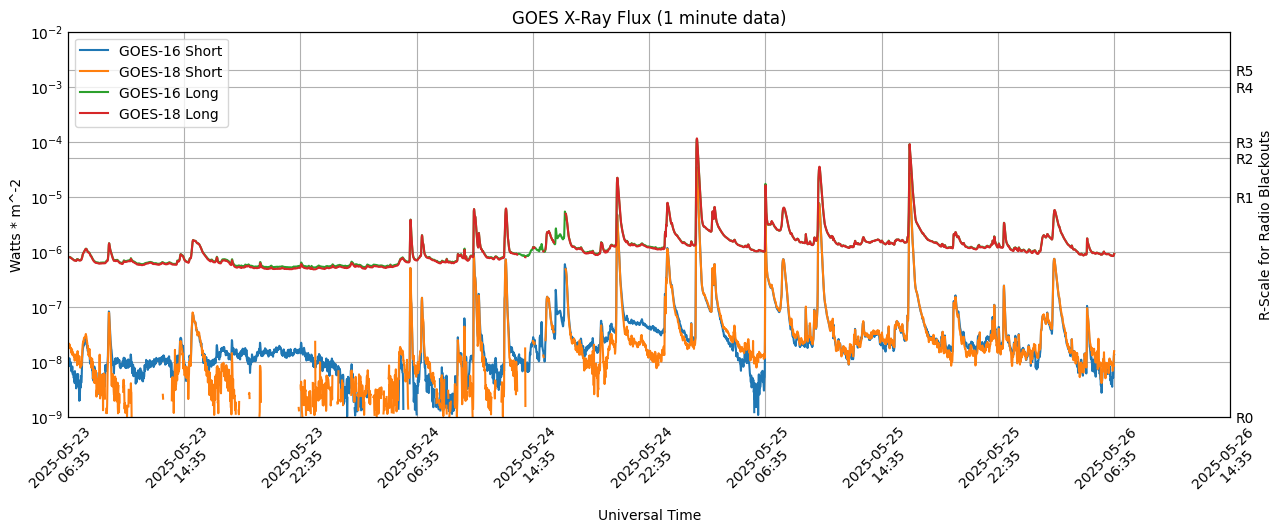 GOES X-Ray Flux (1 minute data)
GOES-16 Short
GOES-18 Short
GOES-16 Long
GOES-18 Long
Watts * m^-2
10^-2
10^-3
10^-4
10^-5
10^-6
10^-7
10^-8
10^-9
R5
R4
R3
R2
R1
R0
R-Scale for Radio Blackouts
2025-05-23
06:35
2025-05-23
14:35
2025-05-23
22:35
2025-05-24
06:35
2025-05-24
14:35
2025-05-24
22:35
2025-05-25
06:35
2025-05-25
14:35
2025-05-25
22:35
2025-05-26
06:35
2025-05-26
14:35
Universal Time